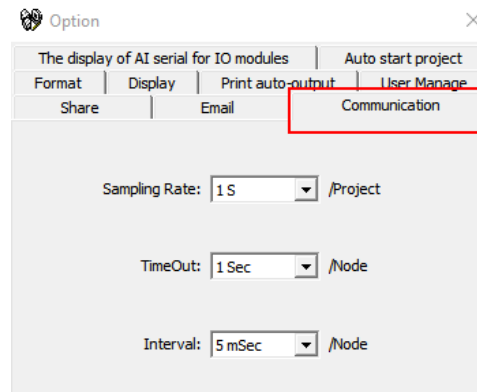 Option
The display of AI serial for IO modules Auto start project
Format Display Print auto-output User Manage
Share Email Communication
Sampling Rate: 1 S /Project
TimeOut: 1 Sec /Node
Interval: 5 mSec /Node